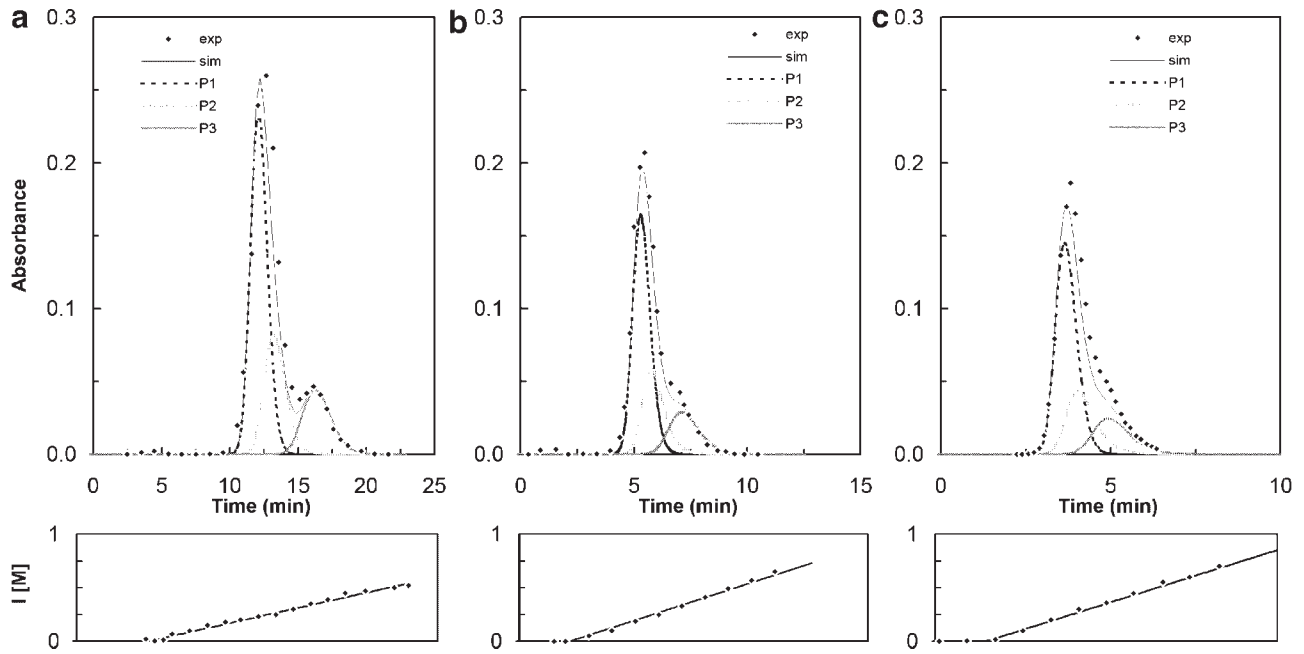 a
0.3
0.2
0.1
0.0
Absorbance
exp
sim
P1
P2
P3
0 5 10 15 20 25
Time (min)
b
0.3
0.2
0.1
0.0
exp
sim
P1
P2
P3
0 5 10 15
Time (min)
c
0.3
0.2
0.1
0.0
exp
sim
P1
P2
P3
0 5 10
Time (min)
I [M]
1
0
1
0
1
0